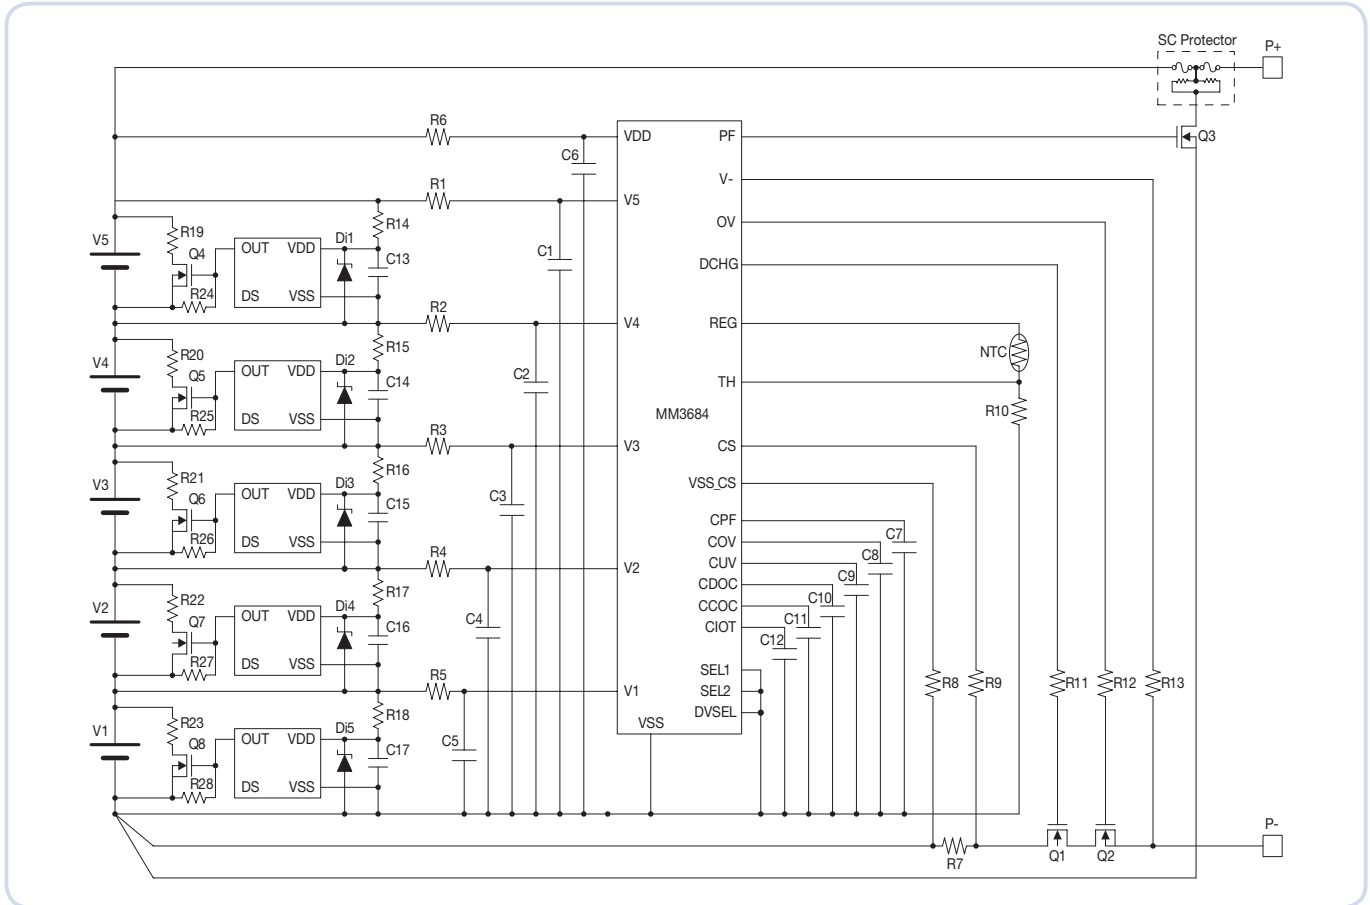 SC Protector
P+
R6
VDD
PF
Q3
C6
V-
R1
V5
OV
R14
R19
V5
Q4
OUT
VDD
Di1
C13
C1
DCHG
R24
DS
VSS
R2
V4
REG
R15
R20
V4
Q5
OUT
VDD
Di2
C14
C2
NTC
TH
R25
DS
VSS
R10
MM3684
R3
V3
CS
R16
R21
V3
Q6
OUT
VDD
Di3
C15
C3
VSS_CS
R26
DS
VSS
CPF
COV
CUV
CDOC
CCOC
CIOT
C7
C8
C9
C10
C11
C12
R4
V2
R17
R22
V2
Q7
OUT
VDD
Di4
C16
C4
R27
DS
VSS
R5
V1
SEL1
SEL2
DVSEL
VSS
R8
R9
R11
R12
R13
R18
R23
V1
Q8
OUT
VDD
Di5
C17
C5
R28
DS
VSS
P-
R7
Q1
Q2